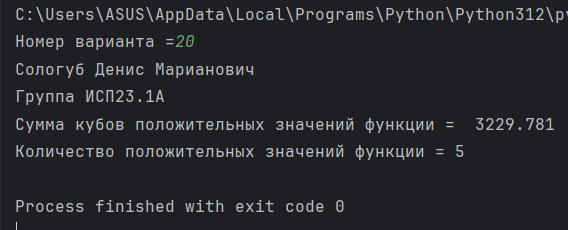 C:\Users\ASUS\AppData\Local\Programs\Python\Python312\py
Номер варианта =20
Сологуб Денис Марианович
Группа ИСП23.1А
Сумма кубов положительных значений функции =  3229.781
Количество положительных значений функции = 5
Process finished with exit code 0